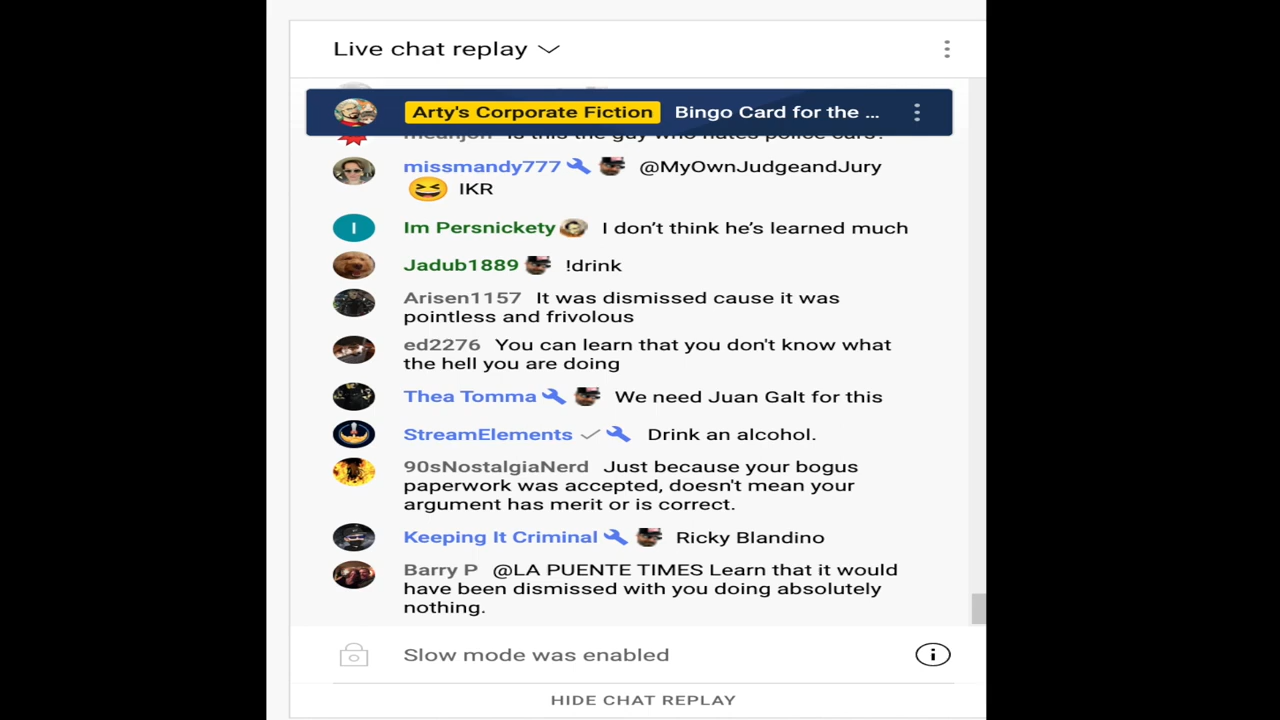 Live chat replay
Arty's Corporate Fiction Bingo Card for the ...
missmandy777 @MyOwnJudgeandJury
IKR
I
Im Persnickety I don’t think he’s learned much
Jadub1889 !drink
Arisen1157 It was dismissed cause it was
pointless and frivolous
ed2276 You can learn that you don't know what
the hell you are doing
Thea Tomma We need Juan Galt for this
StreamElements Drink an alcohol.
90sNostalgiaNerd Just because your bogus
paperwork was accepted, doesn't mean your
argument has merit or is correct.
Keeping It Criminal Ricky Blandino
Barry P @LA PUENTE TIMES Learn that it would
have been dismissed with you doing absolutely
nothing.
Slow mode was enabled
HIDE CHAT REPLAY